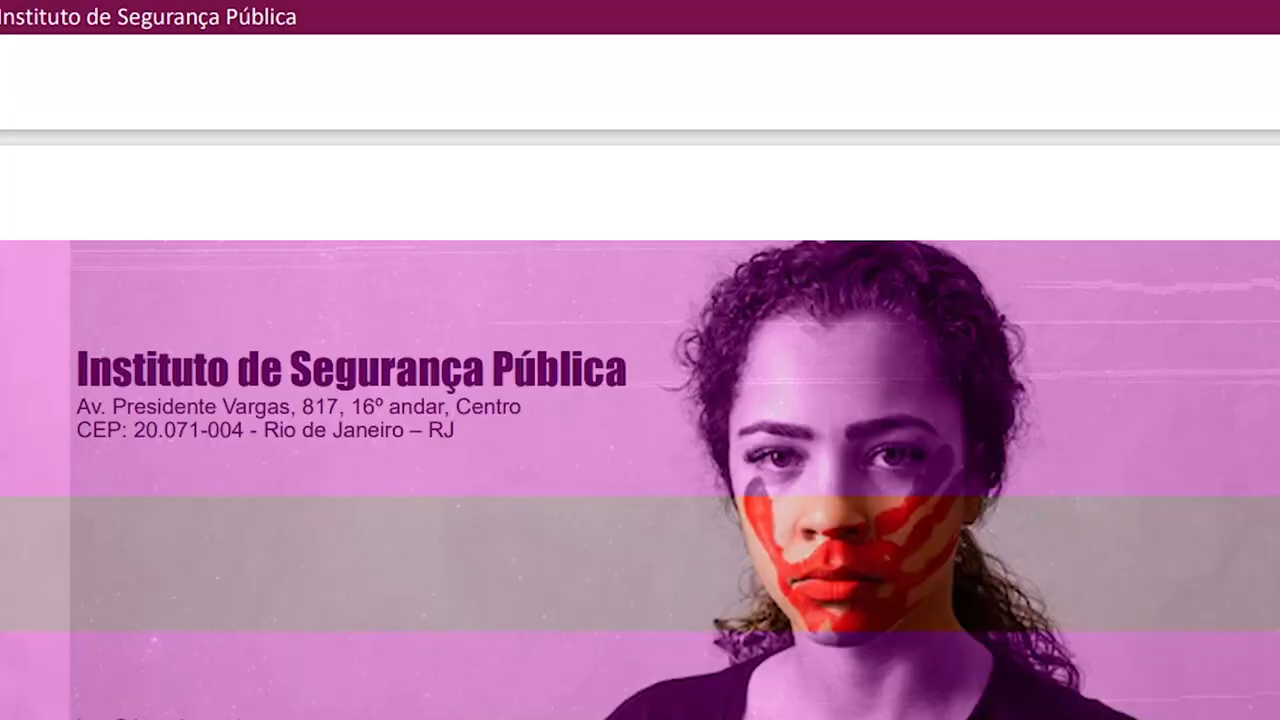 Instituto de Segurança Pública
Instituto de Segurança Pública
Av. Presidente Vargas, 817, 16º andar, Centro
CEP: 20.071-004 - Rio de Janeiro – RJ